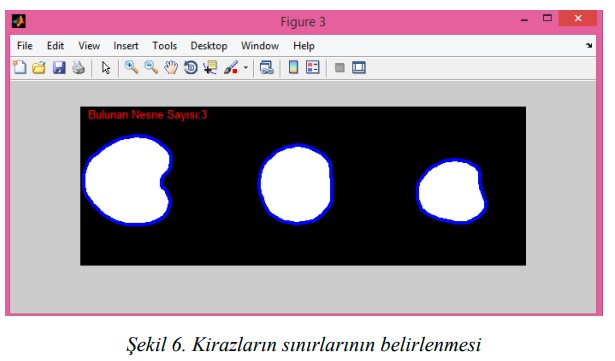 Figure 3
File Edit View Insert Tools Desktop Window Help
Bulunan Nesne Sayısı:3
Şekil 6. Kirazların sınırlarının belirlenmesi